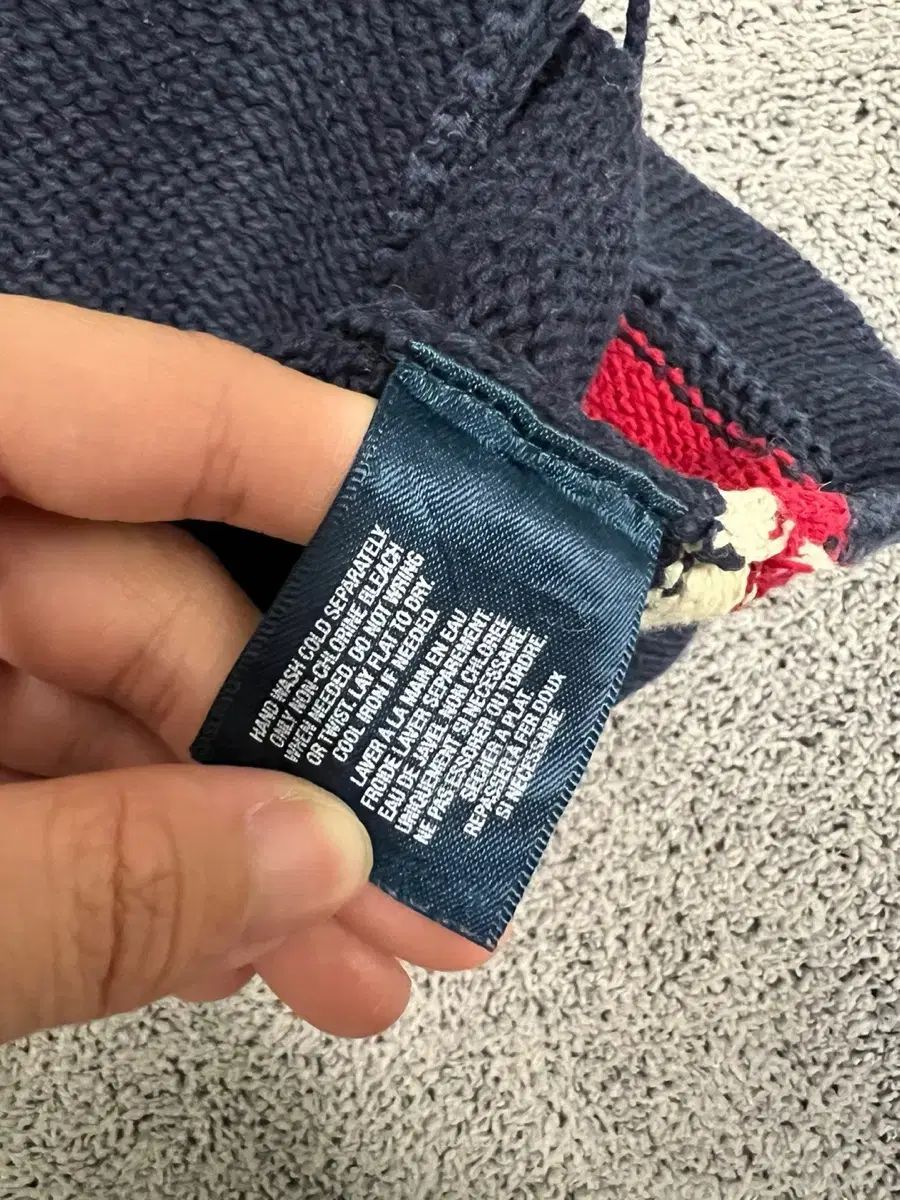 HAND WASH COLD SEPARATELY
ONLY NON-CHLORINE BLEACH
WHEN NEEDED. DO NOT WRING
OR TWIST. LAY FLAT TO DRY
COOL IRON IF NEEDED.
LAVER A LA MAIN EN EAU
FROIDE LAVER SEPAREMENT
EAU DE JAVEL NON CHLOREE
UNIQUEMENT SI NECESSAIRE
NE PAS ESSORER OU TORDRE.
SECHER A PLAT
REPASSER A FER DOUX
SI NECESSAIRE.